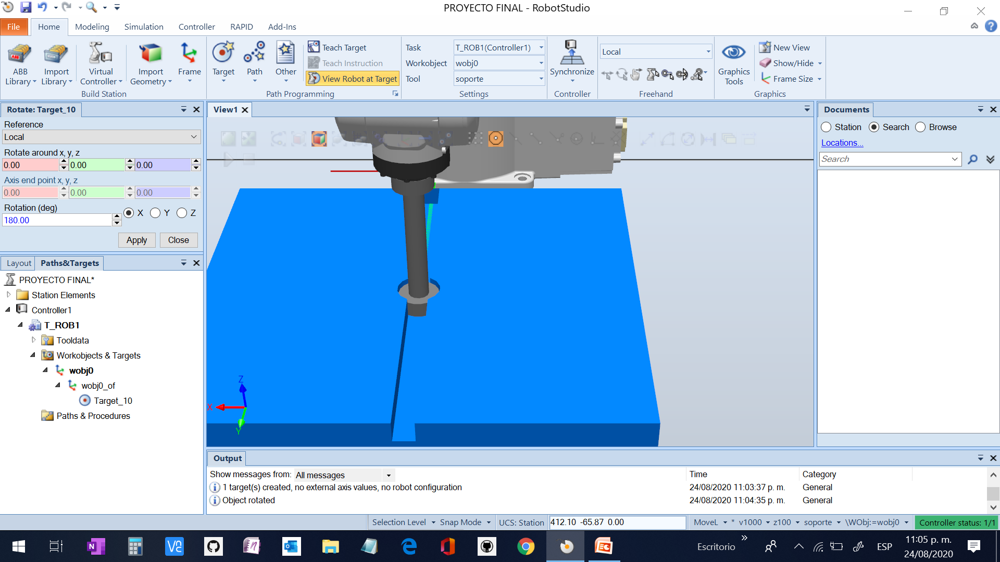 PROYECTO FINAL - RobotStudio
File Home Modeling Simulation Controller RAPID Add-Ins
ABB Library
Import Library
Virtual Controller
Import Geometry
Frame
Build Station
Target
Path
Other
Teach Target
Teach Instruction
View Robot at Target
Path Programming
Task T_ROB1(Controller1)
Workobject wobj0
Tool soporte
Settings
Synchronize
Controller
Local
Freehand
Graphics Tools
New View
Show/Hide
Frame Size
Graphics
Rotate: Target_10
Reference
Local
Rotate around x, y, z
0.00 0.00 0.00
Axis end point x, y, z
0.00 0.00 0.00
Rotation (deg)
180.00 X Y Z
Apply Close
Layout Paths&Targets
PROYECTO FINAL*
Station Elements
Controller1
T_ROB1
Tooldata
Workobjects & Targets
wobj0
wobj0_of
Target_10
Paths & Procedures
View1
Z
X
Y
Documents
Station Search Browse
Locations...
Search
Output
Show messages from: All messages Time Category
1 target(s) created, no external axis values, no robot configuration 24/08/2020 11:03:37 p. m. General
Object rotated 24/08/2020 11:04:35 p. m. General
Selection Level Snap Mode UCS: Station 412.10 -65.87 0.00 MoveL * v1000 z100 soporte \WObj:=wobj0 Controller status: 1/1
Escritorio » ESP 11:05 p. m.
24/08/2020